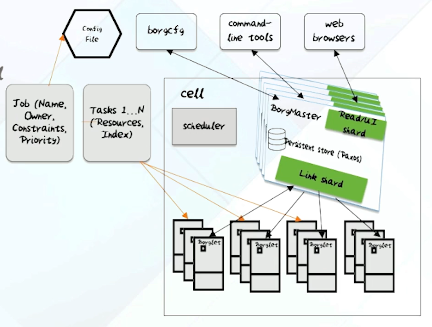 Config
File
borgcfg
command-
line tools
web
browsers
Job (Name,
Owner,
Constraints,
Priority)
Tasks 1...N
(Resources,
Index)
cell
scheduler
BorgMaster
Read/UI
shard
Persistent store (Paxos)
Link shard
Borglet
Borglet
Borglet
Borglet